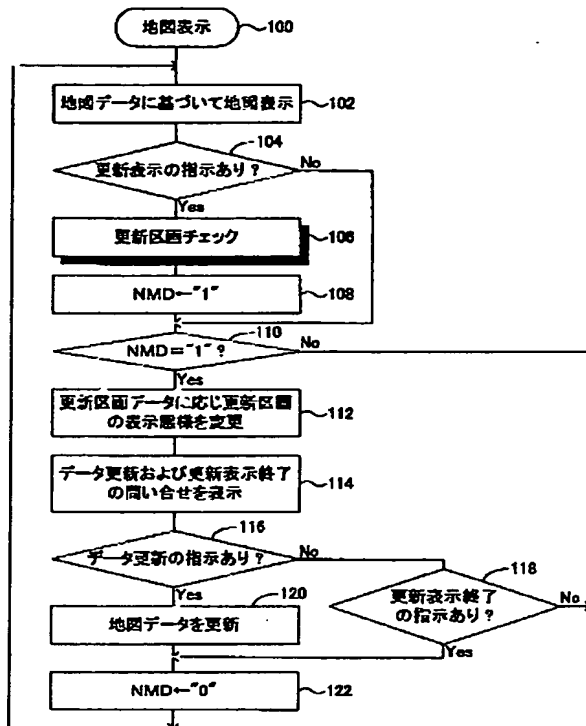 地図表示
100
地図データに基づいて地図表示
102
104
更新表示の指示あり?
No
Yes
更新区画チェック
106
NMD←"1"
108
110
NMD="1"?
No
Yes
更新区画データに応じ更新区画
の表示態様を変更
112
データ更新および更新表示終了
の問い合せを表示
114
116
データ更新の指示あり?
No
Yes
118
更新表示終了
の指示あり?
No
Yes
120
地図データを更新
NMD←"0"
122